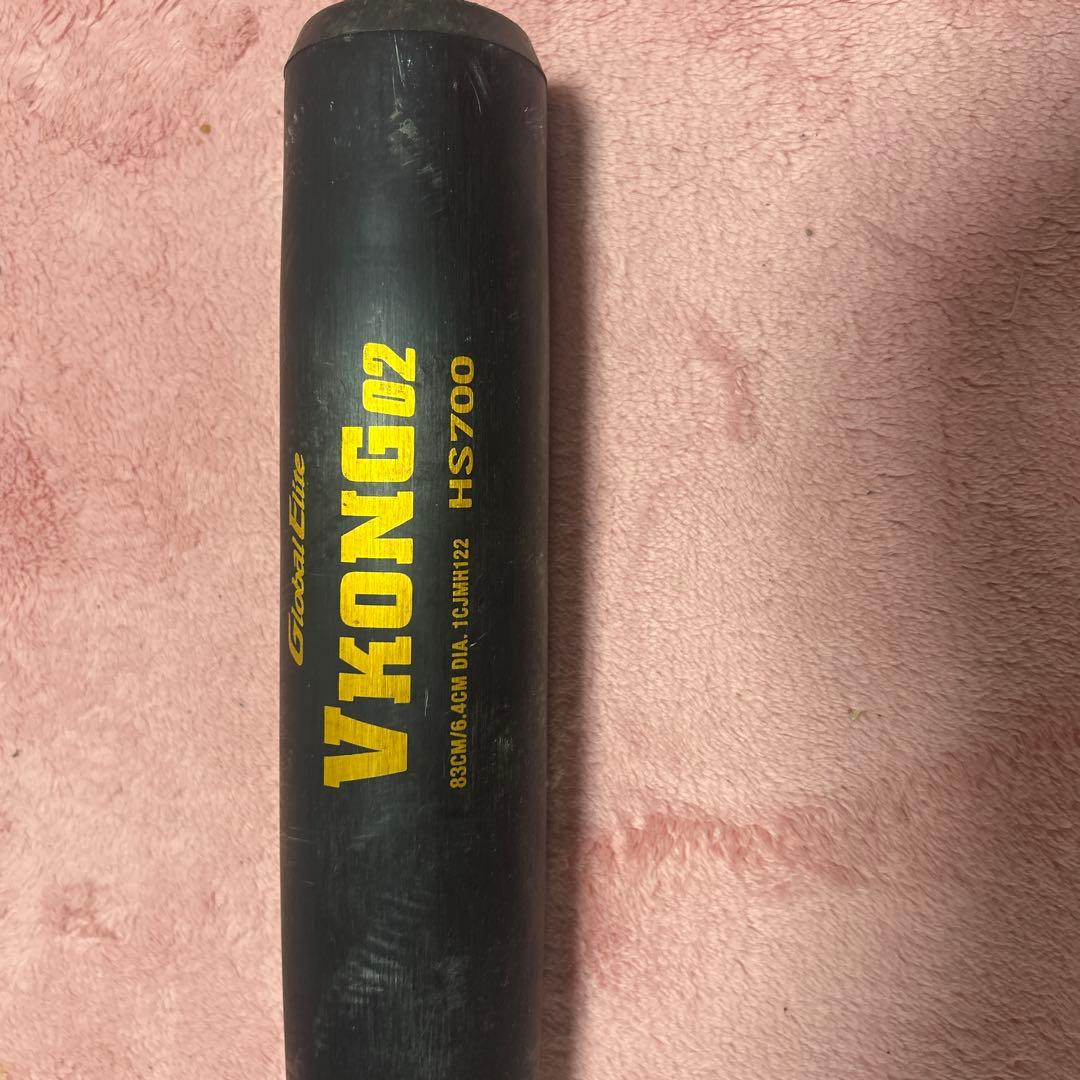 Global Elite
VKONG02
HS700
83CM/6.4CM DIA. 1CJMH122